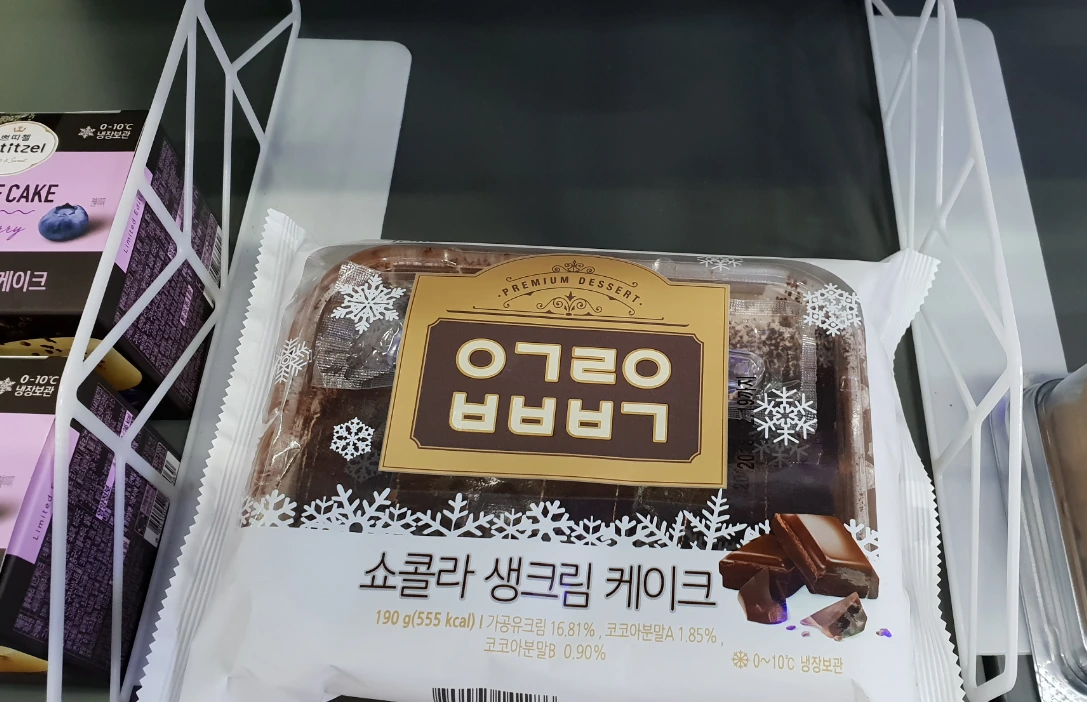 0~10℃
냉장보관
titzel
CAKE
케이크
0~10℃
냉장보관
Limited
·PREMIUM DESSERT·
ㅇㄱㄹㅇ
ㅂㅂㅂㄱ
쇼콜라 생크림 케이크
190 g(555 kcal) I 가공유크림 16.81% , 코코아분말A 1.85% ,
코코아분말B 0.90%
0~10℃ 냉장보관